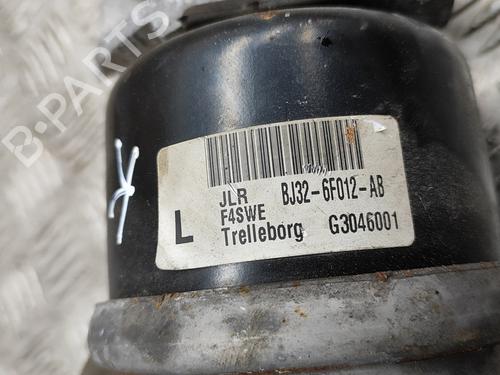 B-PARTS
JLR BJ32-6F012-AB
F4SWE
L Trelleborg G3046001